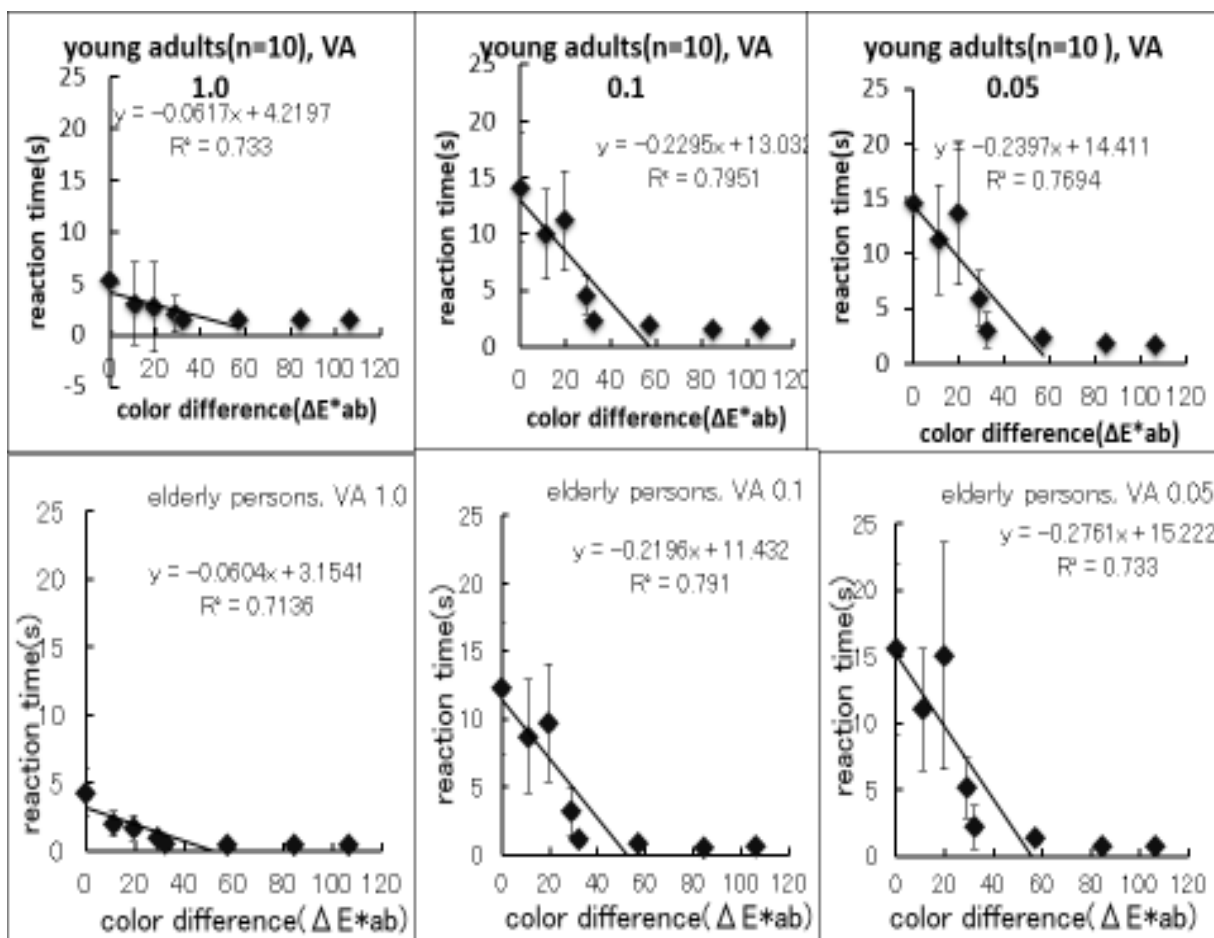 young adults(n=10), VA
1.0
y = −0.0617x + 4.2197
R² = 0.733
25
20
15
10
5
0
-5
reaction time(s)
0 20 40 60 80 100 120
color difference(ΔE*ab)
young adults(n=10), VA
0.1
y = −0.2295x + 13.032
R² = 0.7951
25
20
15
10
5
0
reaction time(s)
0 20 40 60 80 100 120
color difference(ΔE*ab)
young adults(n=10 ), VA
0.05
y = −0.2397x + 14.411
R² = 0.7694
25
20
15
10
5
0
reaction time(s)
0 20 40 60 80 100 120
color difference(ΔE*ab)
elderly persons. VA 1.0
y = −0.0604x + 3.1541
R² = 0.7136
25
20
15
10
5
0
reaction time(s)
0 20 40 60 80 100 120
color difference(ΔE*ab)
elderly persons. VA 0.1
y = −0.2196x + 11.432
R² = 0.791
25
20
15
10
5
0
reaction time(s)
0 20 40 60 80 100 120
color difference(ΔE*ab)
elderly persons. VA 0.05
y = −0.2761x + 15.222
R² = 0.733
25
20
15
10
5
0
reaction time(s)
0 20 40 60 80 100 120
color difference(ΔE*ab)